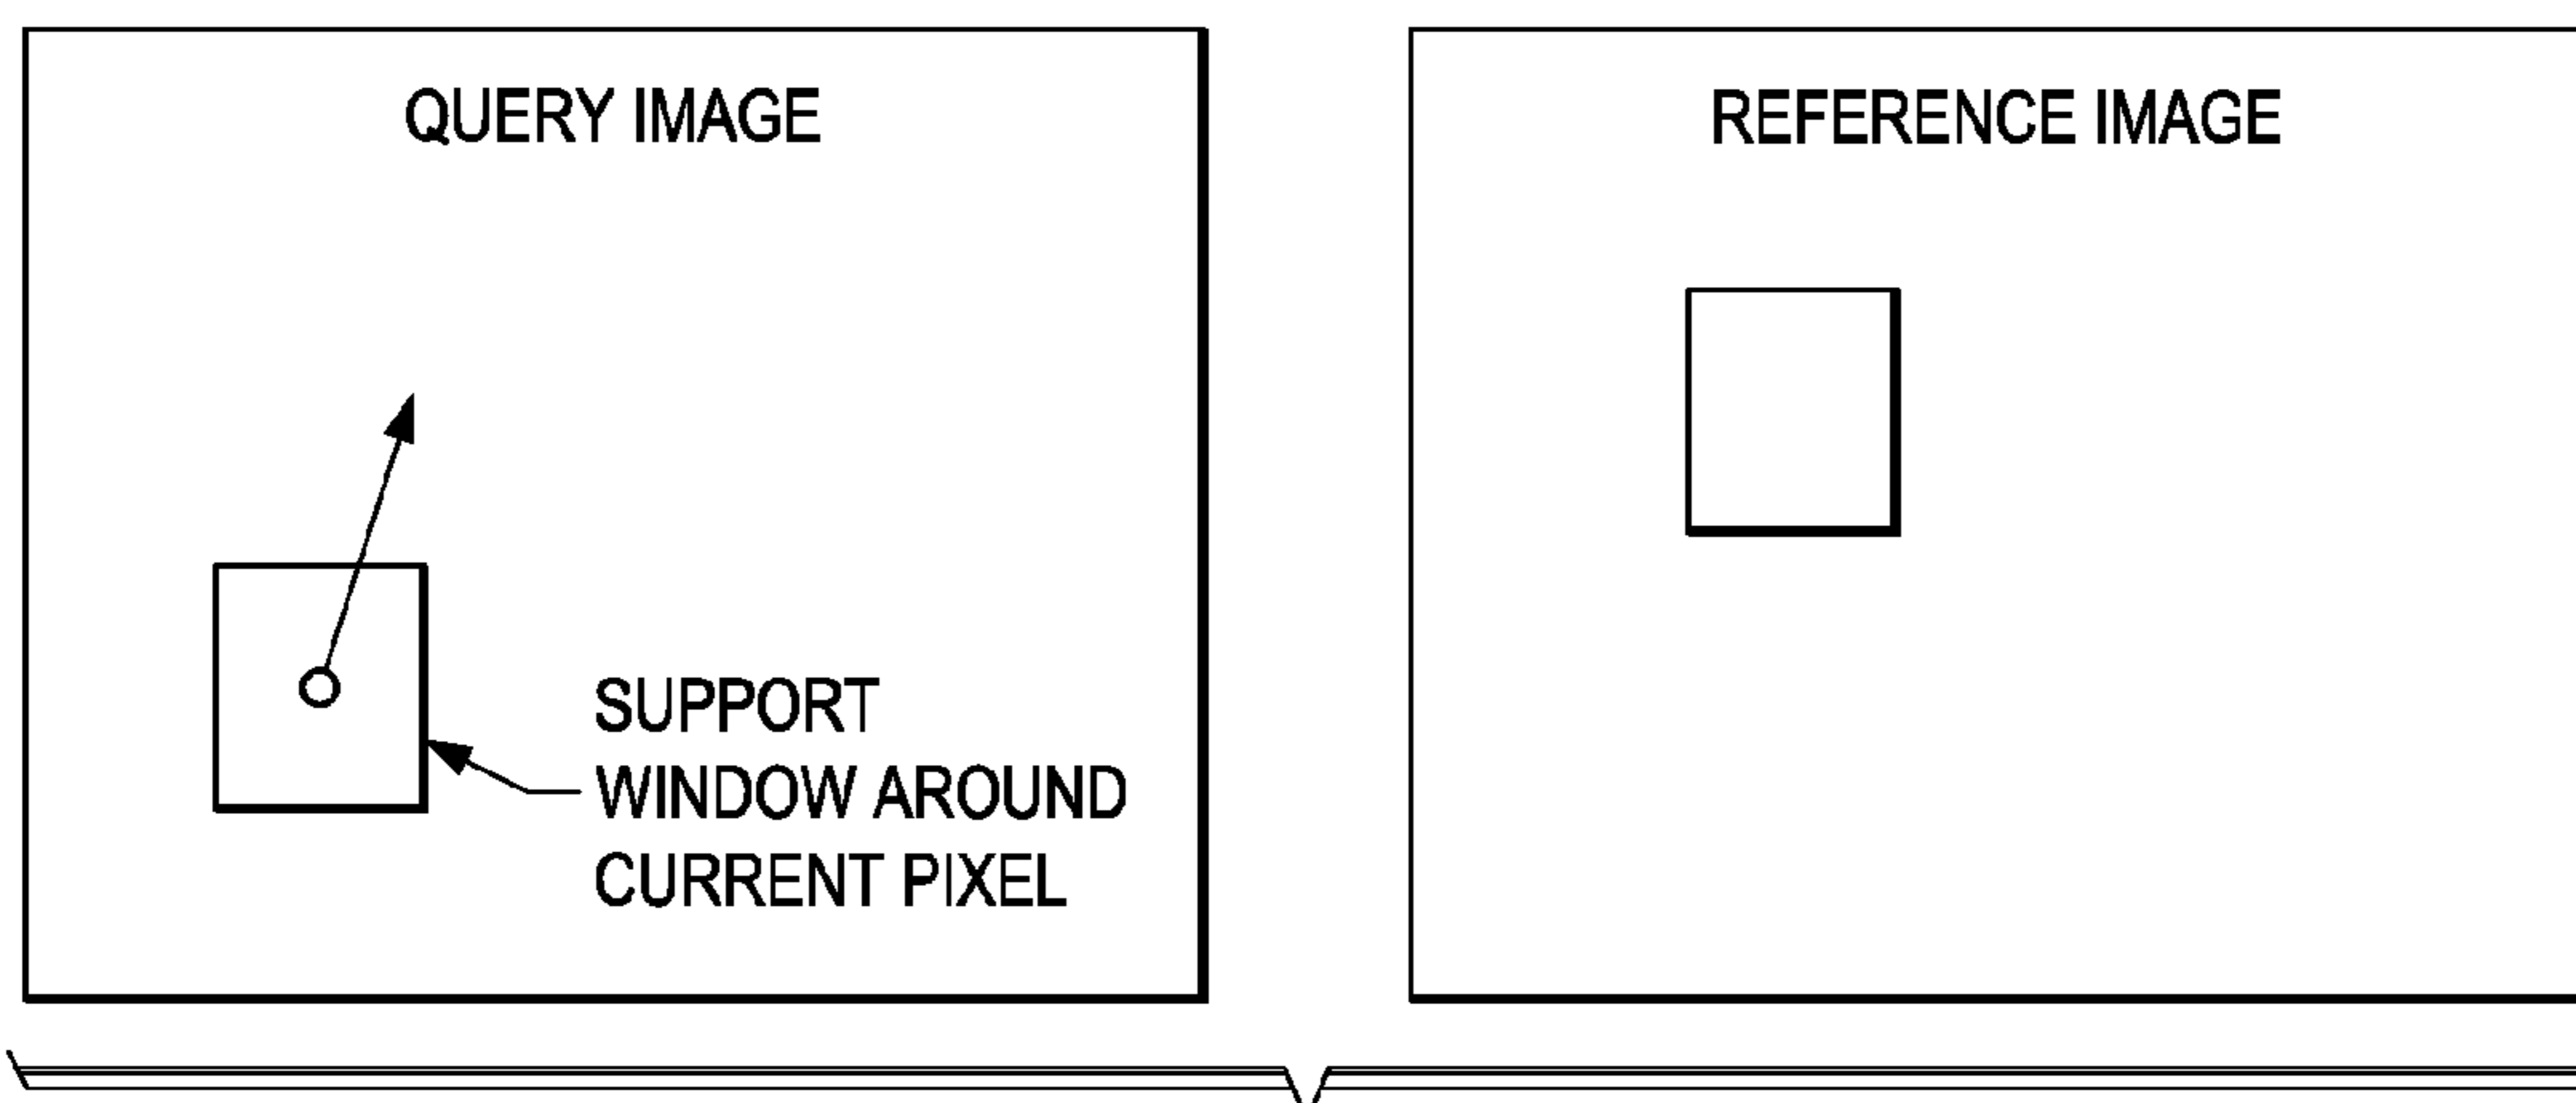 QUERY IMAGE
REFERENCE IMAGE
SUPPORT
WINDOW AROUND
CURRENT PIXEL